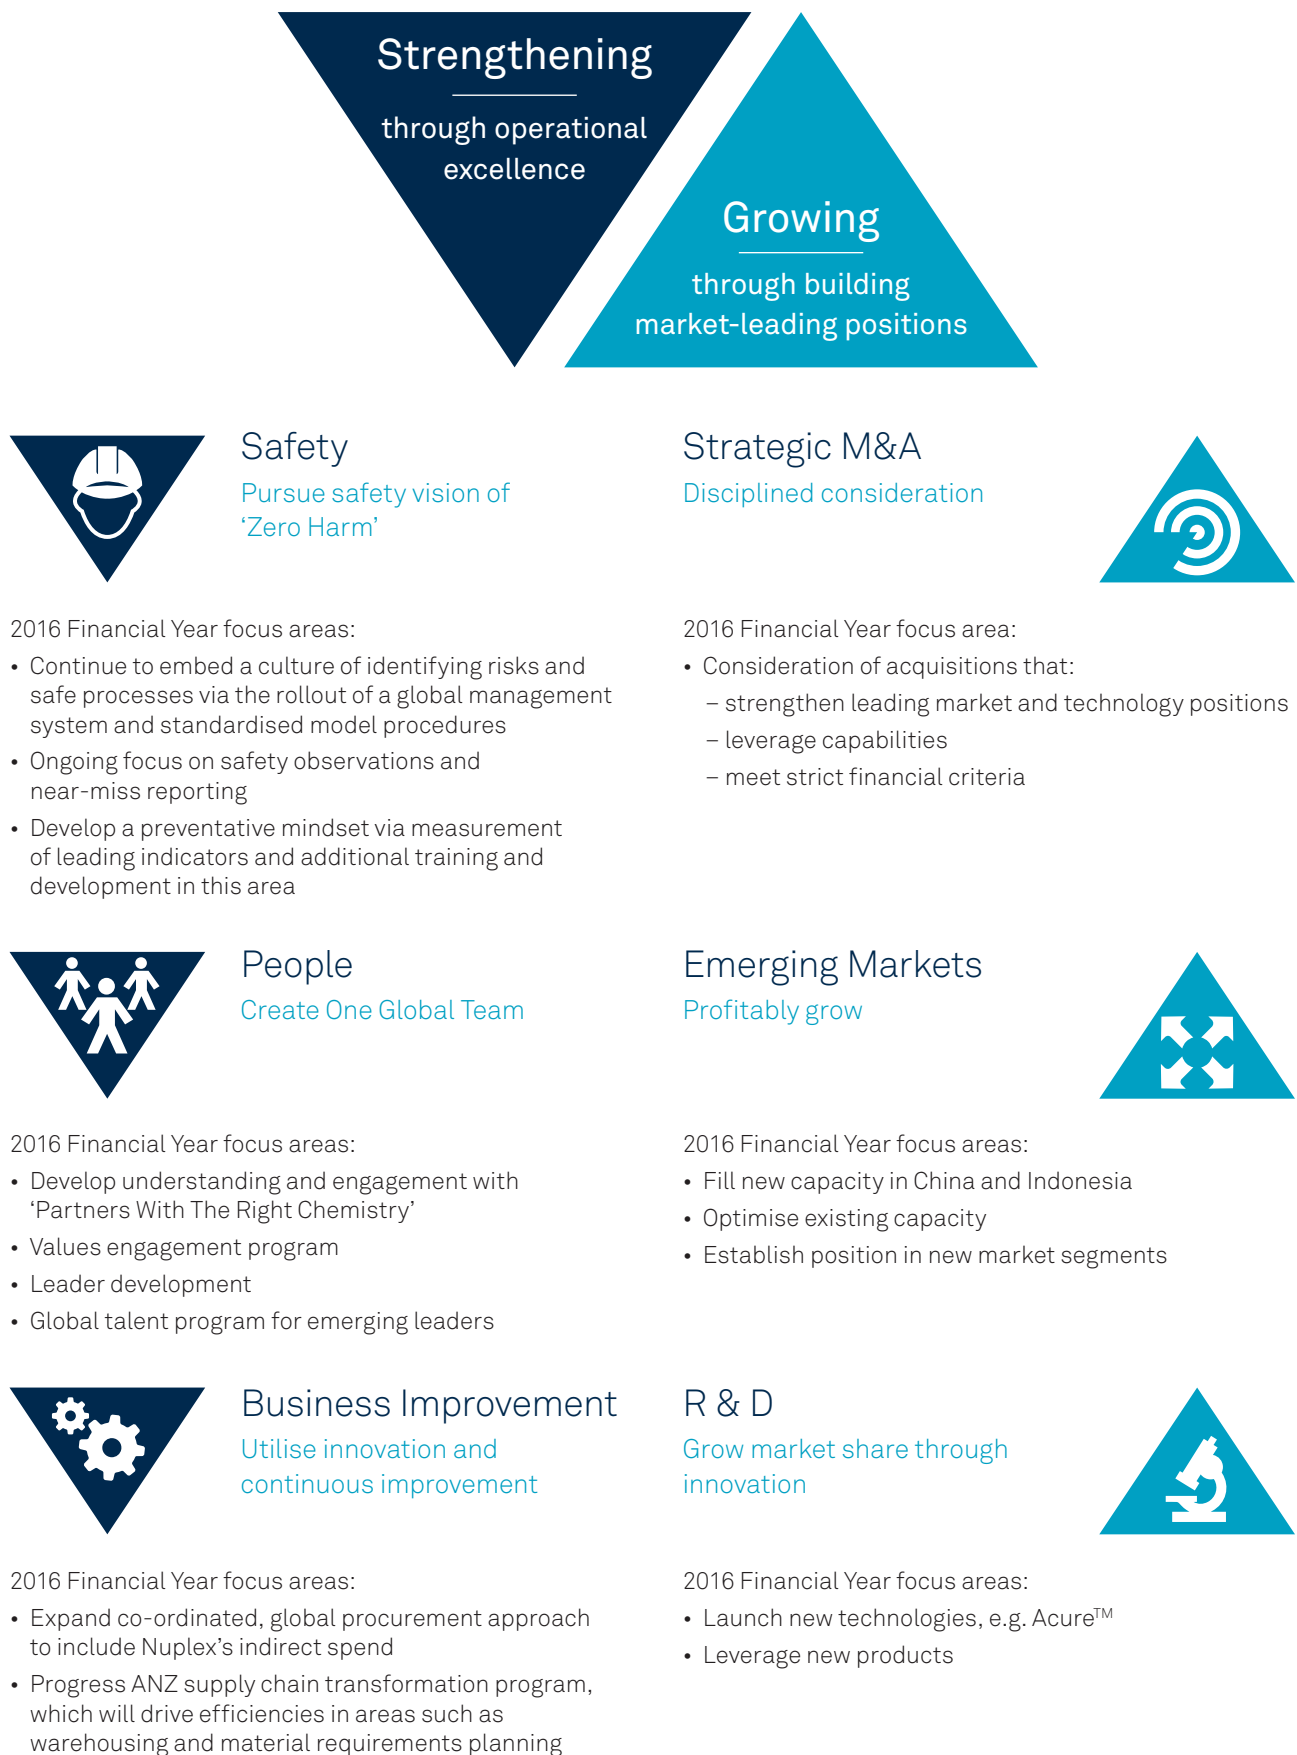 Strengthening
through operational
excellence
Growing
through building
market-leading positions
Safety
Pursue safety vision of
‘Zero Harm’
2016 Financial Year focus areas:
• Continue to embed a culture of identifying risks and
safe processes via the rollout of a global management
system and standardised model procedures
• Ongoing focus on safety observations and
near-miss reporting
• Develop a preventative mindset via measurement
of leading indicators and additional training and
development in this area
Strategic M&A
Disciplined consideration
2016 Financial Year focus area:
• Consideration of acquisitions that:
– strengthen leading market and technology positions
– leverage capabilities
– meet strict financial criteria
People
Create One Global Team
2016 Financial Year focus areas:
• Develop understanding and engagement with
‘Partners With The Right Chemistry’
• Values engagement program
• Leader development
• Global talent program for emerging leaders
Emerging Markets
Profitably grow
2016 Financial Year focus areas:
• Fill new capacity in China and Indonesia
• Optimise existing capacity
• Establish position in new market segments
Business Improvement
Utilise innovation and
continuous improvement
2016 Financial Year focus areas:
• Expand co-ordinated, global procurement approach
to include Nuplex’s indirect spend
• Progress ANZ supply chain transformation program,
which will drive efficiencies in areas such as
warehousing and material requirements planning
R & D
Grow market share through
innovation
2016 Financial Year focus areas:
• Launch new technologies, e.g. Acure™
• Leverage new products